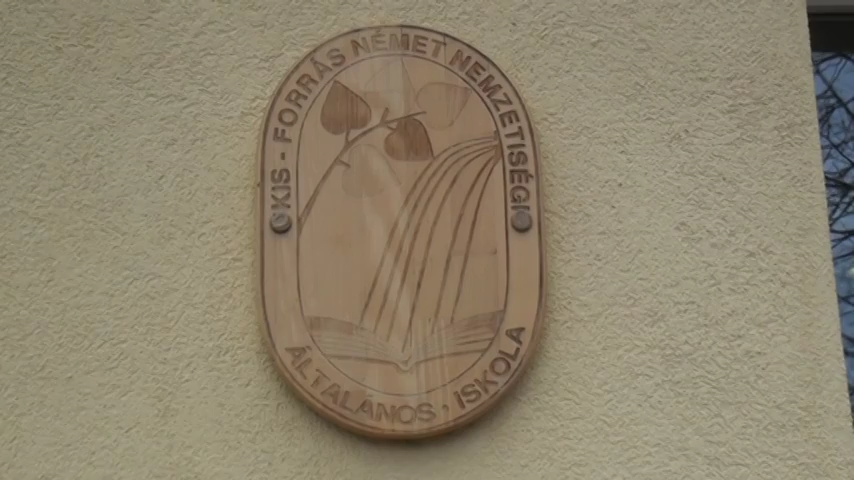 KIS - FORRÁS NÉMET NEMZETISÉGI
ÁLTALÁNOS · ISKOLA